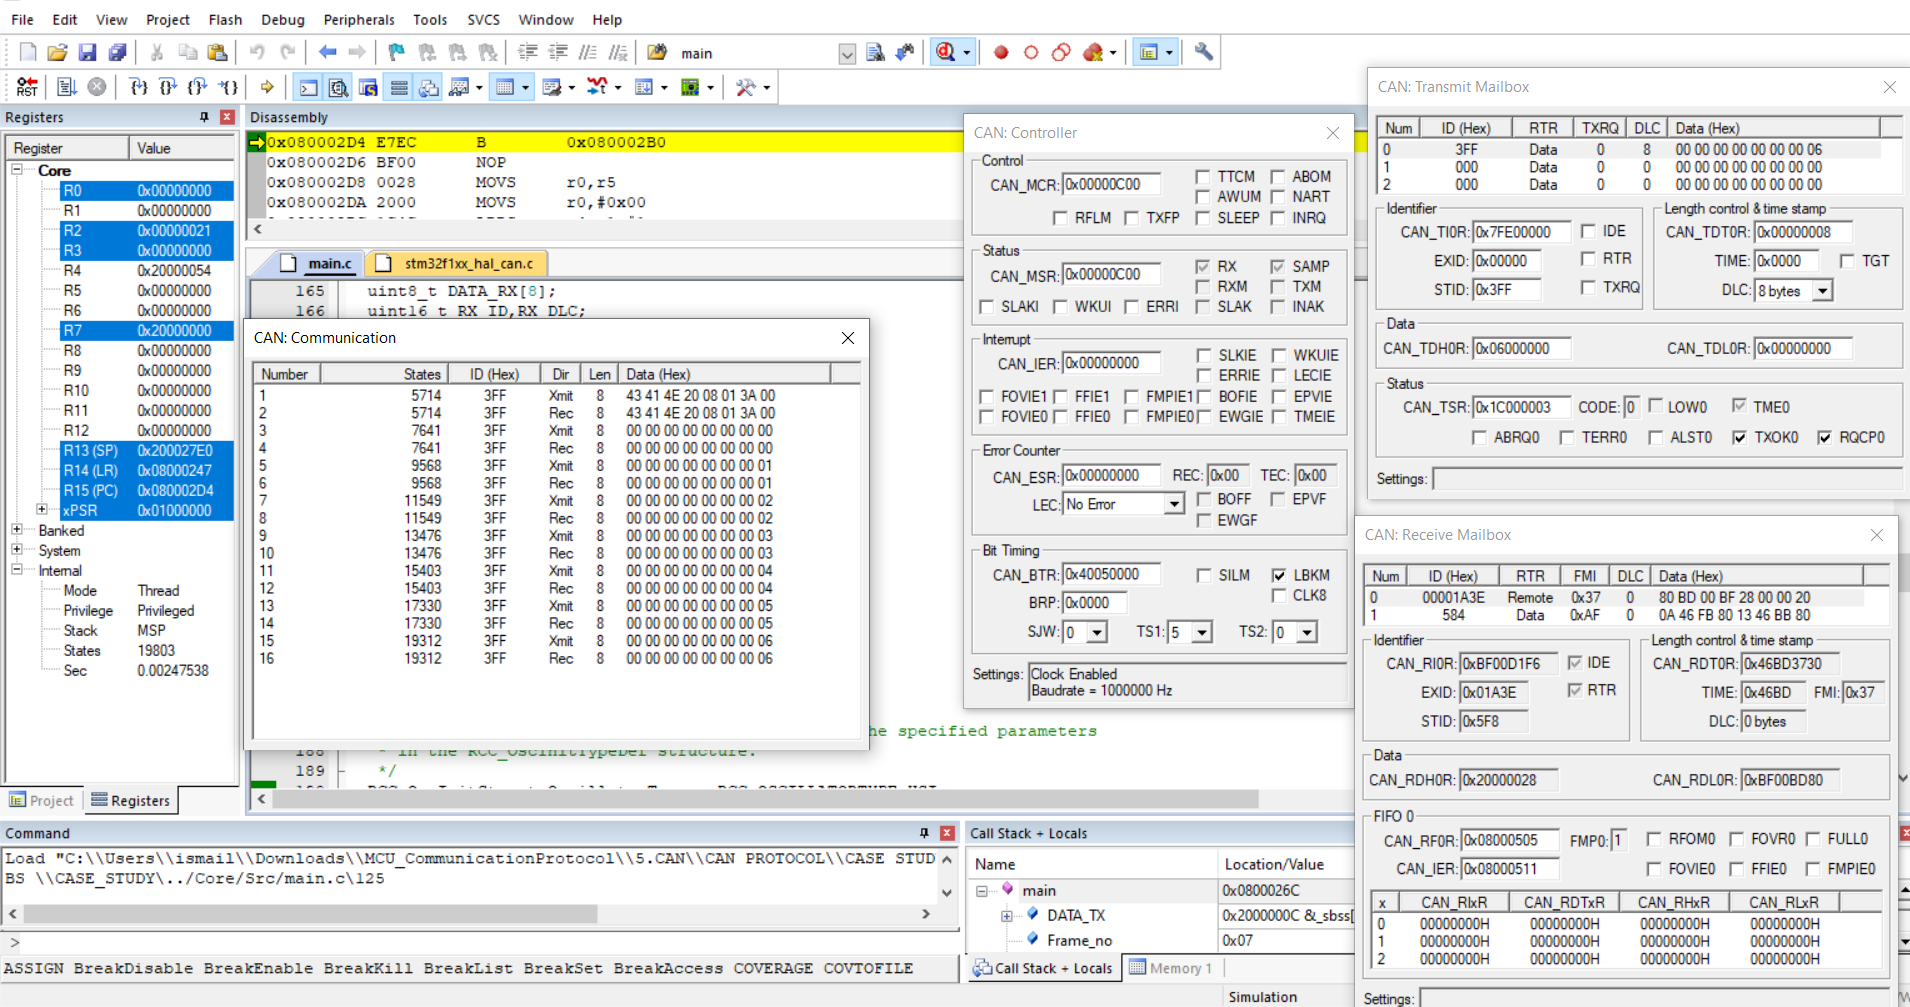 File Edit View Project Flash Debug Peripherals Tools SVCS Window Help
main
RST
Registers
Register Value
Core
R0 0x00000000
R1 0x00000000
R2 0x00000021
R3 0x00000000
R4 0x20000054
R5 0x00000000
R6 0x00000000
R7 0x20000000
R8 0x00000000
R9 0x00000000
R10 0x00000000
R11 0x00000000
R12 0x00000000
R13 (SP) 0x200027E0
R14 (LR) 0x08000247
R15 (PC) 0x080002D4
xPSR 0x01000000
Banked
System
Internal
Mode Thread
Privilege Privileged
Stack MSP
States 19803
Sec 0.00247538
Project Registers
Disassembly
0x080002D4 E7EC B 0x080002B0
0x080002D6 BF00 NOP
0x080002D8 0028 MOVS r0,r5
0x080002DA 2000 MOVS r0,#0x00
main.c stm32f1xx_hal_can.c
165 uint8_t DATA_RX[8];
166 uint16_t RX_ID,RX_DLC;
CAN: Communication
Number States ID (Hex) Dir Len Data (Hex)
1 5714 3FF Xmit 8 43 41 4E 20 08 01 3A 00
2 5714 3FF Rec 8 43 41 4E 20 08 01 3A 00
3 7641 3FF Xmit 8 00 00 00 00 00 00 00 00
4 7641 3FF Rec 8 00 00 00 00 00 00 00 00
5 9568 3FF Xmit 8 00 00 00 00 00 00 00 01
6 9568 3FF Rec 8 00 00 00 00 00 00 00 01
7 11549 3FF Xmit 8 00 00 00 00 00 00 00 02
8 11549 3FF Rec 8 00 00 00 00 00 00 00 02
9 13476 3FF Xmit 8 00 00 00 00 00 00 00 03
10 13476 3FF Rec 8 00 00 00 00 00 00 00 03
11 15403 3FF Xmit 8 00 00 00 00 00 00 00 04
12 15403 3FF Rec 8 00 00 00 00 00 00 00 04
13 17330 3FF Xmit 8 00 00 00 00 00 00 00 05
14 17330 3FF Rec 8 00 00 00 00 00 00 00 05
15 19312 3FF Xmit 8 00 00 00 00 00 00 00 06
16 19312 3FF Rec 8 00 00 00 00 00 00 00 06
he specified parameters
188 * in the RCC_OscInitTypeDef structure.
189 */
CAN: Controller
Control
CAN_MCR: 0x00000C00 TTCM ABOM
AWUM NART
RFLM TXFP SLEEP INRQ
Status
CAN_MSR: 0x00000C00 RX SAMP
RXM TXM
SLAKI WKUI ERRI SLAK INAK
Interrupt
CAN_IER: 0x00000000 SLKIE WKUIE
ERRIE LECIE
FOVIE1 FFIE1 FMPIE1 BOFIE EPVIE
FOVIE0 FFIE0 FMPIE0 EWGIE TMEIE
Error Counter
CAN_ESR: 0x00000000 REC: 0x00 TEC: 0x00
LEC: No Error BOFF EPVF
EWGF
Bit Timing
CAN_BTR: 0x40050000 SILM LBKM
BRP: 0x0000 CLK8
SJW: 0 TS1: 5 TS2: 0
Settings: Clock Enabled
Baudrate = 1000000 Hz
CAN: Transmit Mailbox
Num ID (Hex) RTR TXRQ DLC Data (Hex)
0 3FF Data 0 8 00 00 00 00 00 00 00 06
1 000 Data 0 0 00 00 00 00 00 00 00 00
2 000 Data 0 0 00 00 00 00 00 00 00 00
Identifier
CAN_TI0R: 0x7FE00000 IDE
EXID: 0x00000 RTR
STID: 0x3FF TXRQ
Length control & time stamp
CAN_TDT0R: 0x00000008
TIME: 0x0000 TGT
DLC: 8 bytes
Data
CAN_TDH0R: 0x06000000 CAN_TDL0R: 0x00000000
Status
CAN_TSR: 0x1C000003 CODE: 0 LOW0 TME0
ABRQ0 TERR0 ALST0 TXOK0 RQCP0
Settings:
CAN: Receive Mailbox
Num ID (Hex) RTR FMI DLC Data (Hex)
0 00001A3E Remote 0x37 0 80 BD 00 BF 28 00 00 20
1 584 Data 0xAF 0 0A 46 FB 80 13 46 BB 80
Identifier
CAN_RI0R: 0xBF00D1F6 IDE
EXID: 0x01A3E RTR
STID: 0x5F8
Length control & time stamp
CAN_RDT0R: 0x46BD3730
TIME: 0x46BD FMI: 0x37
DLC: 0 bytes
Data
CAN_RDH0R: 0x20000028 CAN_RDL0R: 0xBF00BD80
FIFO 0
CAN_RF0R: 0x08000505 FMP0: 1 RFOM0 FOVR0 FULL0
CAN_IER: 0x08000511 FOVIE0 FFIE0 FMPIE0
x CAN_RIxR CAN_RDTxR CAN_RHxR CAN_RLxR
0 00000000H 00000000H 00000000H 00000000H
1 00000000H 00000000H 00000000H 00000000H
2 00000000H 00000000H 00000000H 00000000H
Settings:
Command
Load "C:\\Users\\ismail\\Downloads\\MCU_CommunicationProtocol\\5.CAN\\CAN PROTOCOL\\CASE STUD
BS \\CASE_STUDY\../Core/Src/main.c\125
>
ASSIGN BreakDisable BreakEnable BreakKill BreakList BreakSet BreakAccess COVERAGE COVTOFILE
Call Stack + Locals
Name Location/Value
main 0x0800026C
DATA_TX 0x2000000C &_sbss[
Frame_no 0x07
Call Stack + Locals Memory 1
Simulation